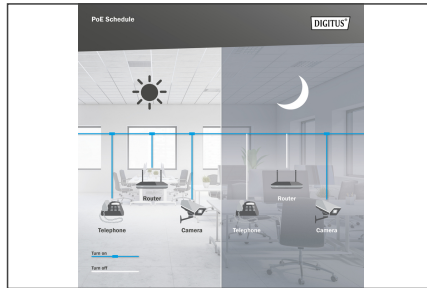 PoE Schedule
DIGITUS®
Router
Router
Telephone
Camera
Telephone
Camera
Turn on
Turn off